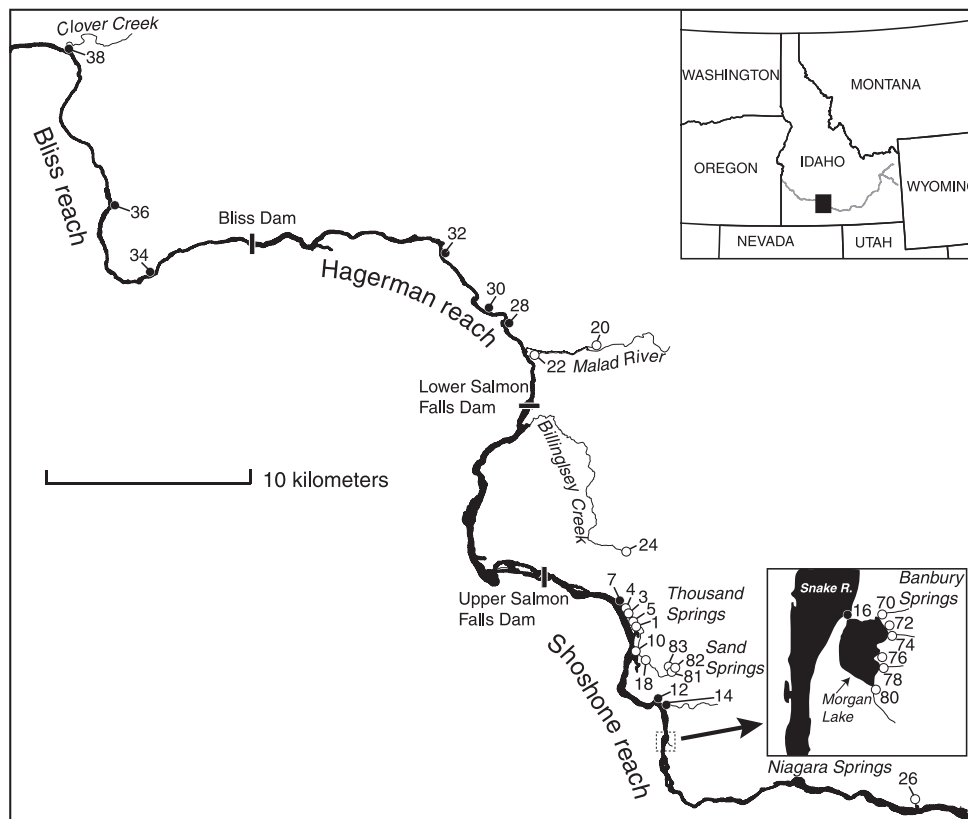 Clover Creek
38
Bliss reach
36
34
Bliss Dam
32
Hagerman reach
30
28
20
22
Malad River
Lower Salmon
Falls Dam
Billinglsey Creek
10 kilometers
24
Upper Salmon
Falls Dam
7
4
3
5
1
Thousand
Springs
10
18
83
82
81
Sand
Springs
12
14
Shoshone reach
Niagara Springs
26
WASHINGTON
MONTANA
OREGON
IDAHO
WYOMING
NEVADA
UTAH
Snake R.
16
Banbury
Springs
70
72
74
76
78
80
Morgan
Lake